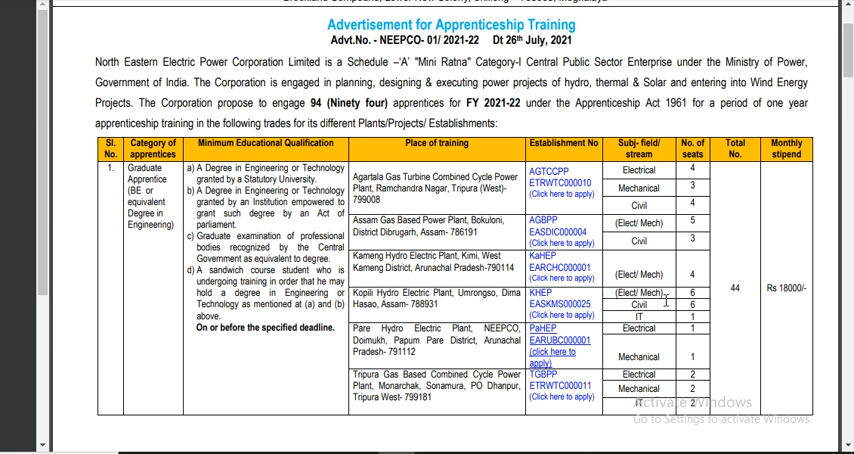 Advertisement for Apprenticeship Training
Advt.No. - NEEPCO- 01/ 2021-22 Dt 26th July, 2021
North Eastern Electric Power Corporation Limited is a Schedule –'A' "Mini Ratna" Category-I Central Public Sector Enterprise under the Ministry of Power,
Government of India. The Corporation is engaged in planning, designing & executing power projects of hydro, thermal & Solar and entering into Wind Energy
Projects. The Corporation propose to engage 94 (Ninety four) apprentices for FY 2021-22 under the Apprenticeship Act 1961 for a period of one year
apprenticeship training in the following trades for its different Plants/Projects/ Establishments:
Sl. No.
Category of apprentices
Minimum Educational Qualification
Place of training
Establishment No
Subj- field/ stream
No. of seats
Total No.
Monthly stipend
1.
Graduate
Apprentice
(BE or
equivalent
Degree in
Engineering)
a) A Degree in Engineering or Technology
granted by a Statutory University.
b) A Degree in Engineering or Technology
granted by an Institution empowered to
grant such degree by an Act of
parliament.
c) Graduate examination of professional
bodies recognized by the Central
Government as equivalent to degree.
d) A sandwich course student who is
undergoing training in order that he may
hold a degree in Engineering or
Technology as mentioned at (a) and (b)
above.
On or before the specified deadline.
Agartala Gas Turbine Combined Cycle Power
Plant, Ramchandra Nagar, Tripura (West)-
799008
AGTCCPP
ETRWTC000010
(Click here to apply)
Electrical 4
Mechanical 3
Civil 4
Assam Gas Based Power Plant, Bokuloni,
District Dibrugarh, Assam- 786191
AGBPP
EASDIC000004
(Click here to apply)
(Elect/ Mech) 5
Civil 3
Kameng Hydro Electric Plant, Kimi, West
Kameng District, Arunachal Pradesh-790114
KaHEP
EARCHC000001
(Click here to apply)
(Elect/ Mech) 4
Kopili Hydro Electric Plant, Umrongso, Dima
Hasao, Assam- 788931
KHEP
EASKMS000025
(Click here to apply)
(Elect/ Mech) 6
Civil 6
IT 1
Pare Hydro Electric Plant, NEEPCO,
Doimukh, Papum Pare District, Arunachal
Pradesh- 791112
PaHEP
EARUBC000001
(click here to
apply)
Electrical 1
Mechanical 1
Tripura Gas Based Combined Cycle Power
Plant, Monarchak, Sonamura, PO Dhanpur,
Tripura West- 799181
TGBPP
ETRWTC000011
(Click here to apply)
Electrical 2
Mechanical 2
IT 2
44
Rs 18000/-
Activate Windows
Go to Settings to activate Windows.